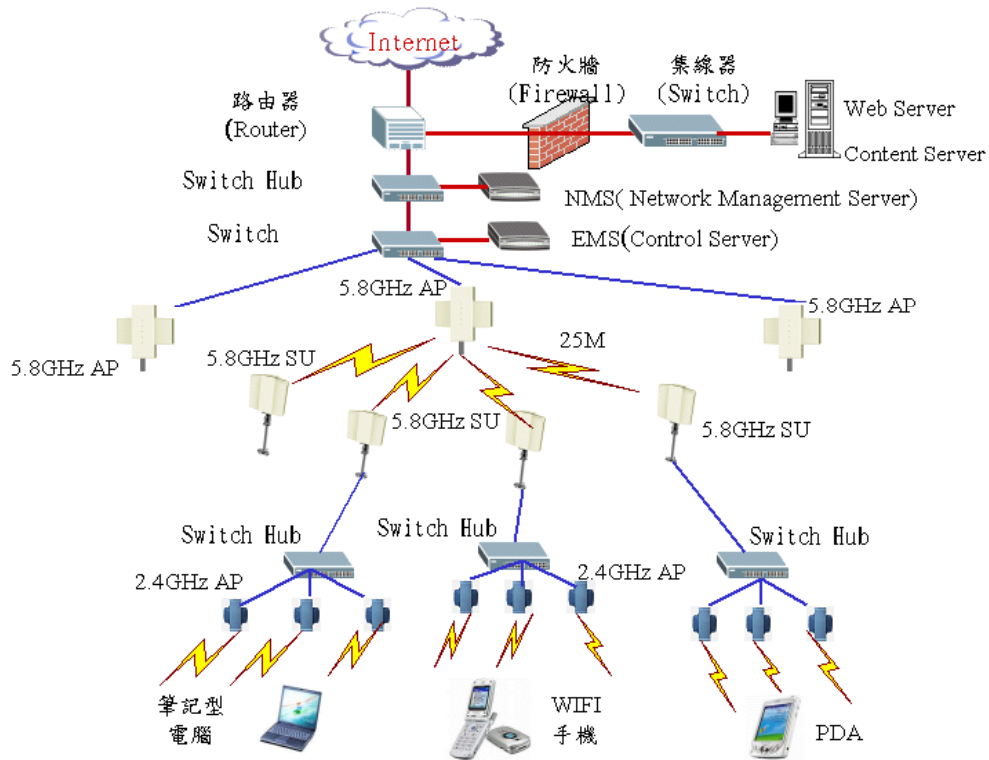 Internet
防火牆
(Firewall)
集線器
(Switch)
路由器
(Router)
Web Server
Content Server
Switch Hub
NMS( Network Management Server)
Switch
EMS(Control Server)
5.8GHz AP
5.8GHz AP
5.8GHz AP
5.8GHz SU
25M
5.8GHz SU
5.8GHz SU
Switch Hub
Switch Hub
Switch Hub
2.4GHz AP
2.4GHz AP
筆記型
電腦
WIFI
手機
PDA